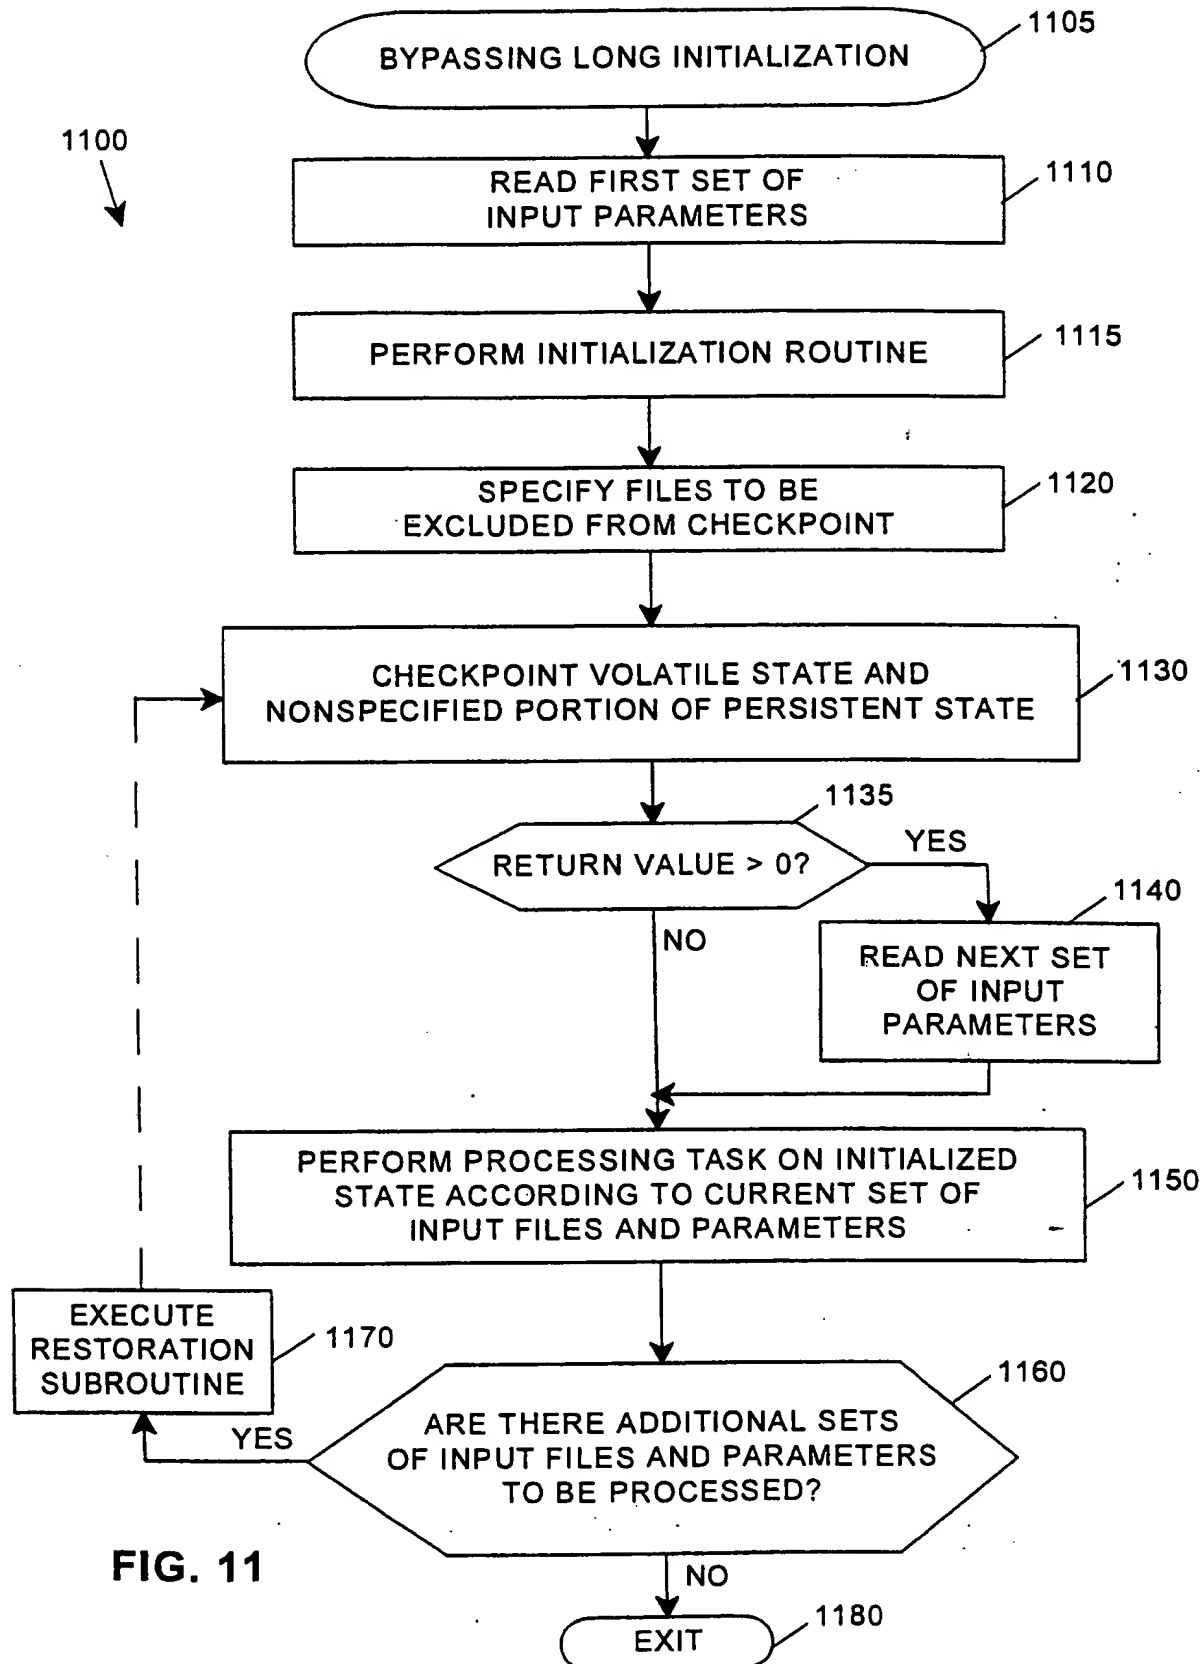 1105
BYPASSING LONG INITIALIZATION
1100
READ FIRST SET OF
INPUT PARAMETERS
1110
PERFORM INITIALIZATION ROUTINE
1115
SPECIFY FILES TO BE
EXCLUDED FROM CHECKPOINT
1120
CHECKPOINT VOLATILE STATE AND
NONSPECIFIED PORTION OF PERSISTENT STATE
1130
1135
RETURN VALUE > 0?
YES
NO
1140
READ NEXT SET
OF INPUT
PARAMETERS
PERFORM PROCESSING TASK ON INITIALIZED
STATE ACCORDING TO CURRENT SET OF
INPUT FILES AND PARAMETERS
1150
EXECUTE
RESTORATION
SUBROUTINE
1170
1160
ARE THERE ADDITIONAL SETS
OF INPUT FILES AND PARAMETERS
TO BE PROCESSED?
YES
NO
FIG. 11
EXIT
1180